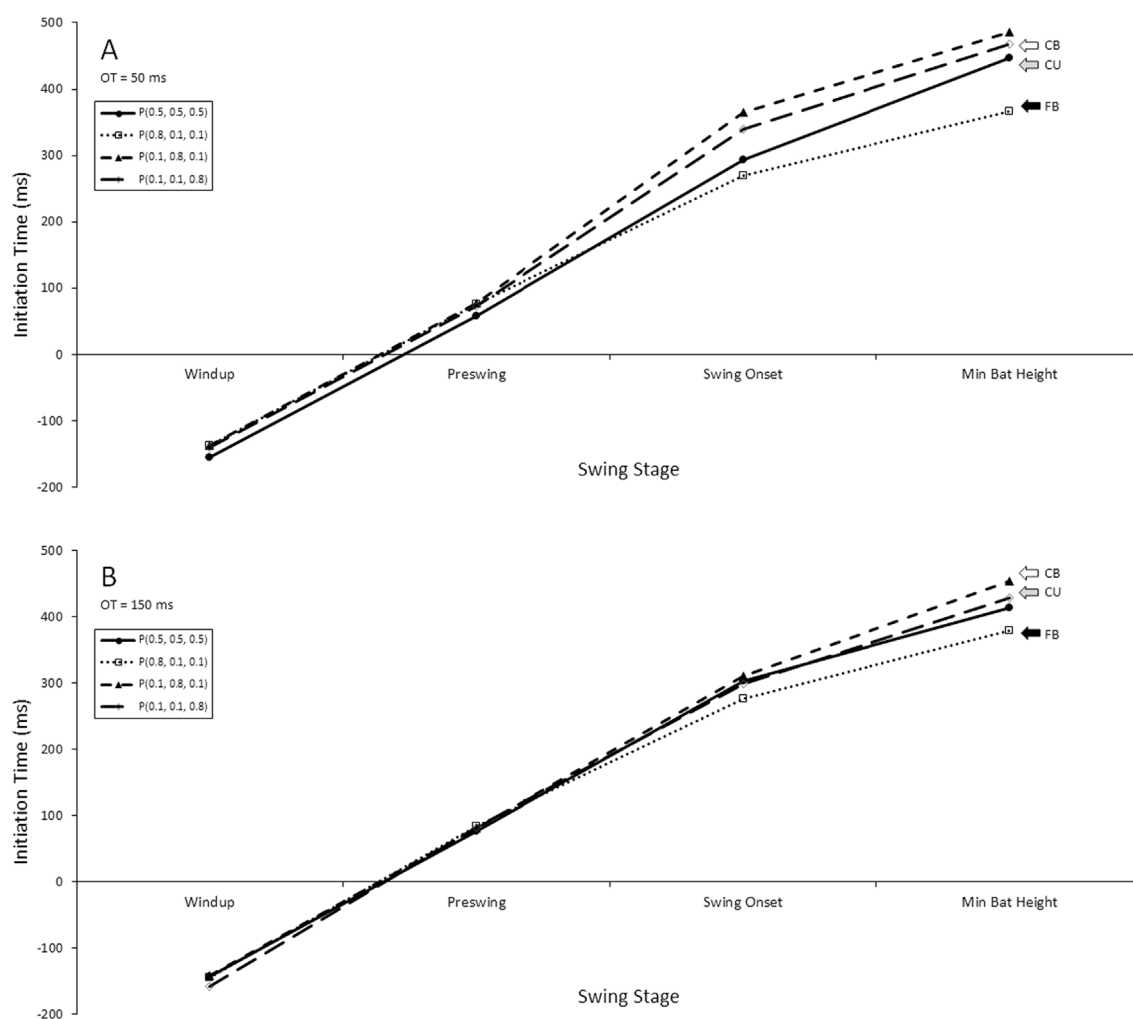 500
A
CB
OT = 50 ms
CU
400
P(0.5, 0.5, 0.5)
FB
P(0.8, 0.1, 0.1)
P(0.1, 0.8, 0.1)
300
P(0.1, 0.1, 0.8)
200
Initiation Time (ms)
100
0
Windup Preswing Swing Onset Min Bat Height
-100
Swing Stage
-200
500
B
CB
OT = 150 ms
CU
400
P(0.5, 0.5, 0.5)
FB
P(0.8, 0.1, 0.1)
P(0.1, 0.8, 0.1)
300
P(0.1, 0.1, 0.8)
200
Initiation Time (ms)
100
0
Windup Preswing Swing Onset Min Bat Height
-100
Swing Stage
-200